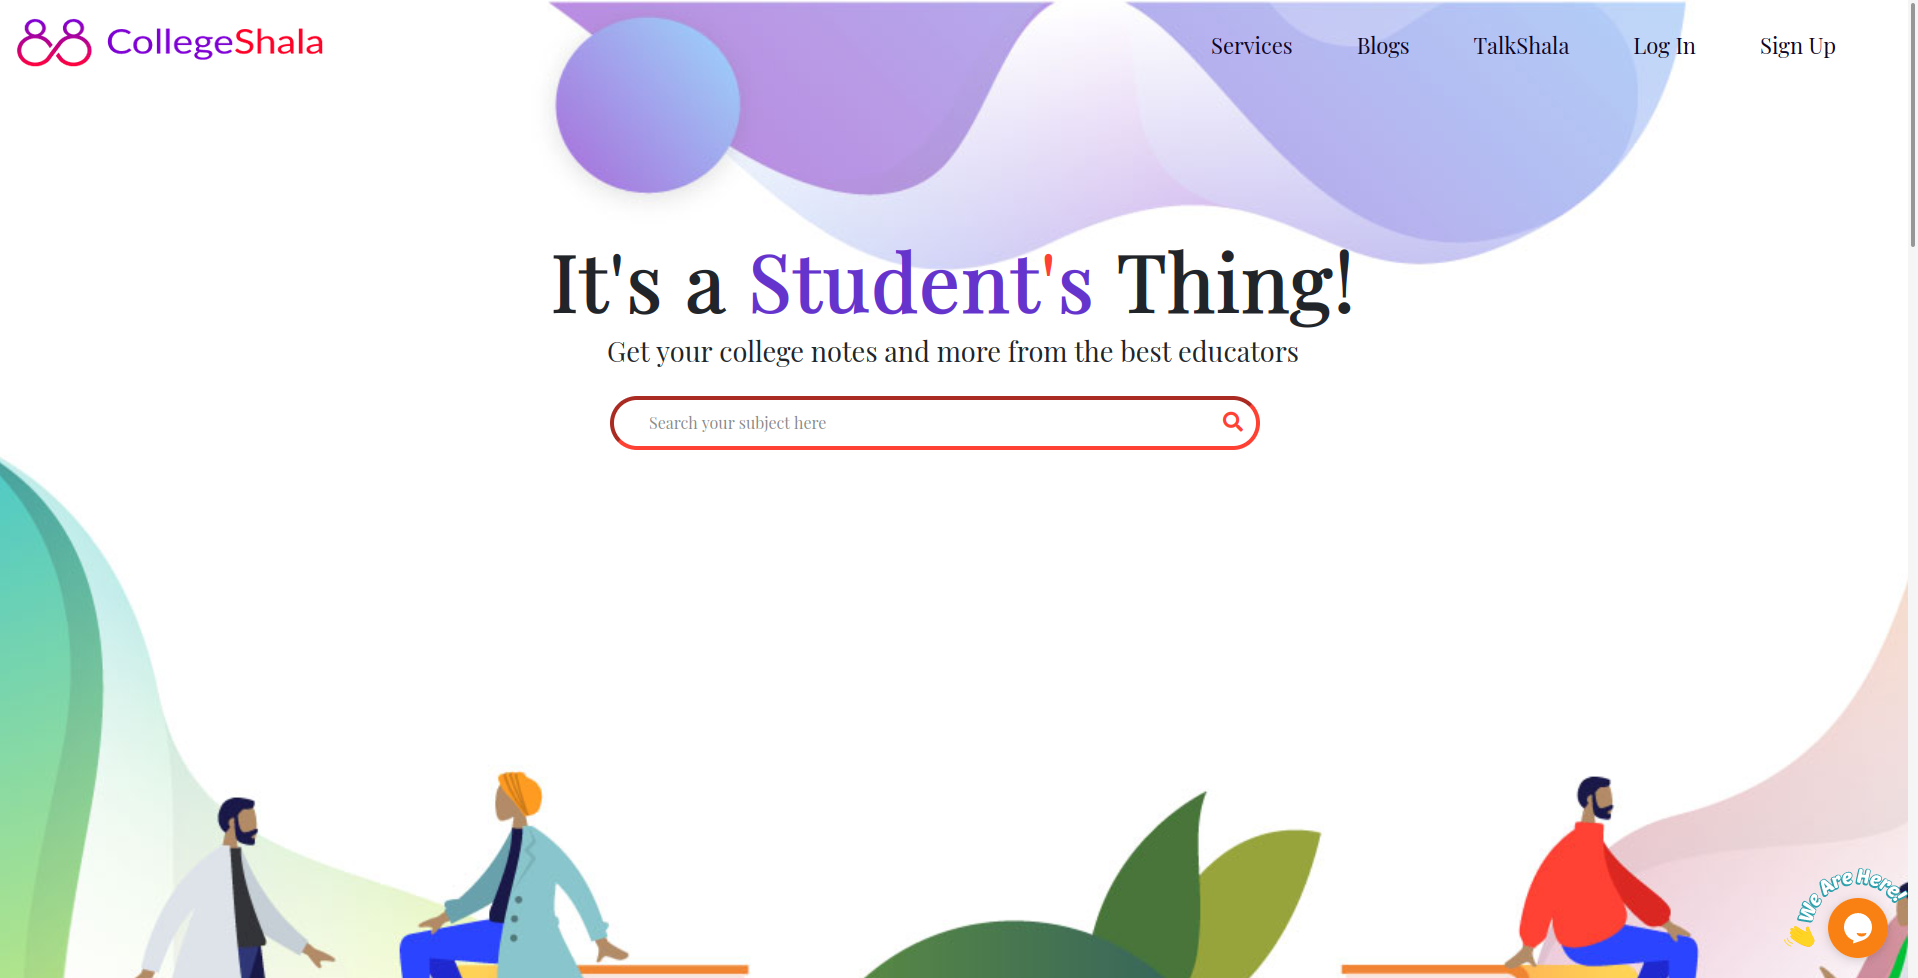 CollegeShala
Services Blogs TalkShala Log In Sign Up
It's a Student's Thing!
Get your college notes and more from the best educators
Search your subject here
We Are Here!